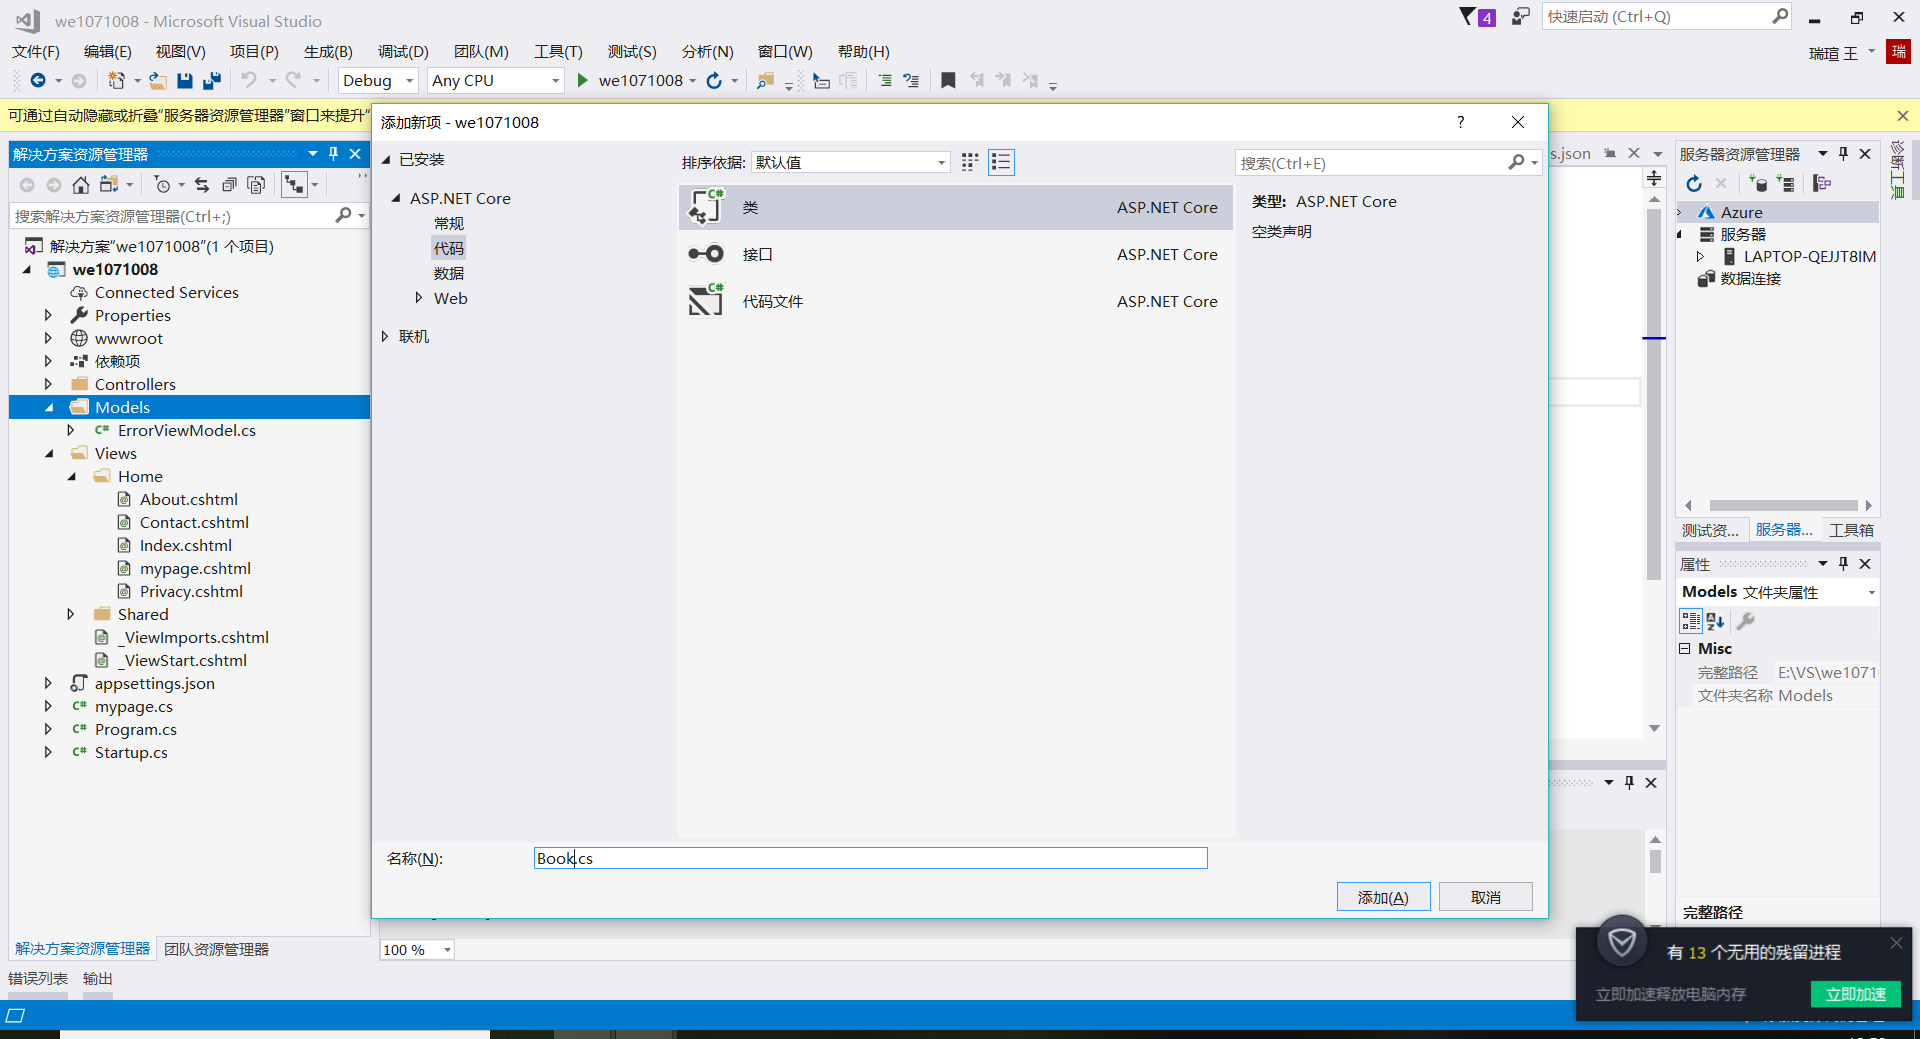 we1071008 - Microsoft Visual Studio
4
快速启动 (Ctrl+Q)
文件(F) 编辑(E) 视图(V) 项目(P) 生成(B) 调试(D) 团队(M) 工具(T) 测试(S) 分析(N) 窗口(W) 帮助(H)
瑞瑄 王
瑞
Debug
Any CPU
we1071008
可通过自动隐藏或折叠“服务器资源管理器”窗口来提升“
解决方案资源管理器
搜索解决方案资源管理器(Ctrl+;)
解决方案"we1071008"(1 个项目)
we1071008
Connected Services
Properties
wwwroot
依赖项
Controllers
Models
ErrorViewModel.cs
Views
Home
About.cshtml
Contact.cshtml
Index.cshtml
mypage.cshtml
Privacy.cshtml
Shared
_ViewImports.cshtml
_ViewStart.cshtml
appsettings.json
mypage.cs
Program.cs
Startup.cs
解决方案资源管理器 团队资源管理器
错误列表 输出
添加新项 - we1071008
?
已安装
ASP.NET Core
常规
代码
数据
Web
联机
排序依据: 默认值
搜索(Ctrl+E)
类 ASP.NET Core
接口 ASP.NET Core
代码文件 ASP.NET Core
类型: ASP.NET Core
空类声明
名称(N): Book.cs
添加(A) 取消
100 %
s.json
服务器资源管理器
Azure
服务器
LAPTOP-QEJJT8IM
数据连接
测试资... 服务器... 工具箱
诊断工具
属性
Models 文件夹属性
Misc
完整路径 E:\VS\we1071
文件夹名称 Models
完整路径
有 13 个无用的残留进程
立即加速释放电脑内存
立即加速